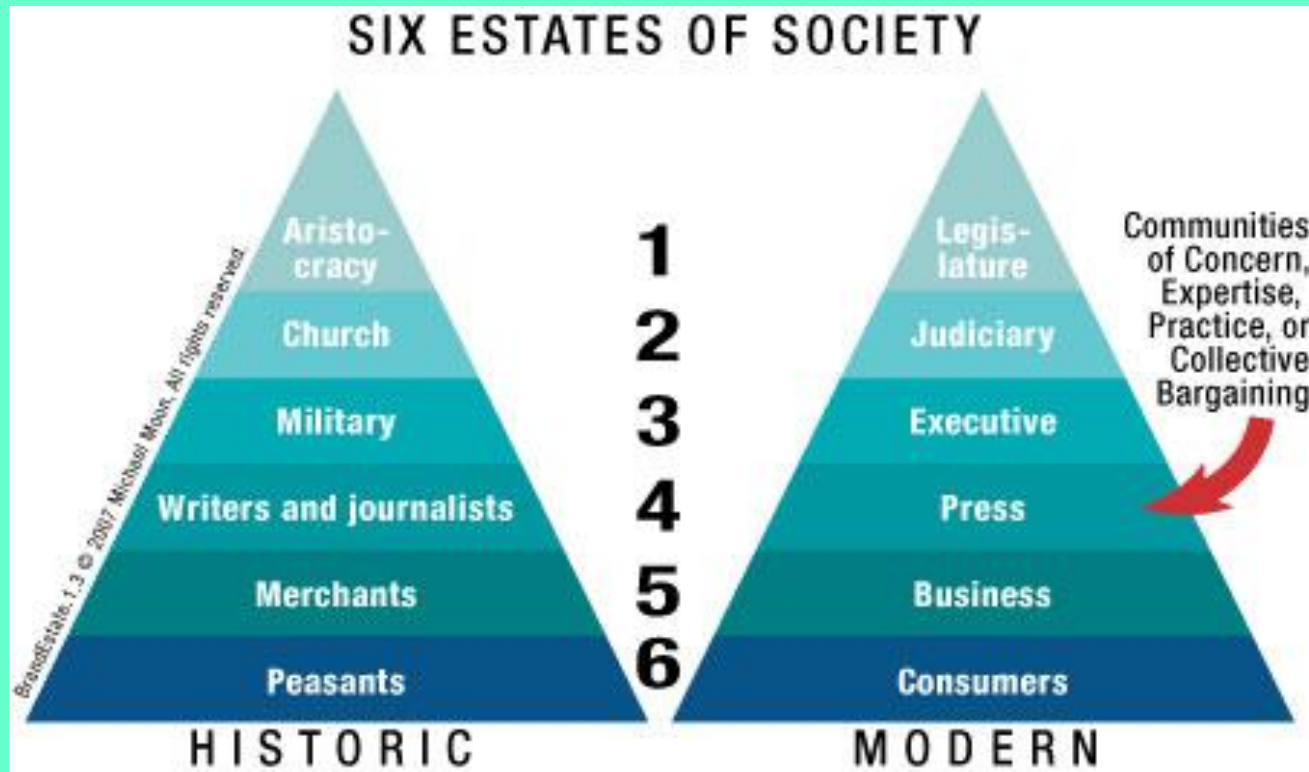 SIX ESTATES OF SOCIETY
Aristo-
cracy
Church
Military
Writers and journalists
Merchants
Peasants
HISTORIC
BrandEstate.1.3 © 2007 Michael Moon. All rights reserved.
1
2
3
4
5
6
Legis-
lature
Judiciary
Executive
Press
Business
Consumers
MODERN
Communities
of Concern,
Expertise,
Practice, or
Collective
Bargaining